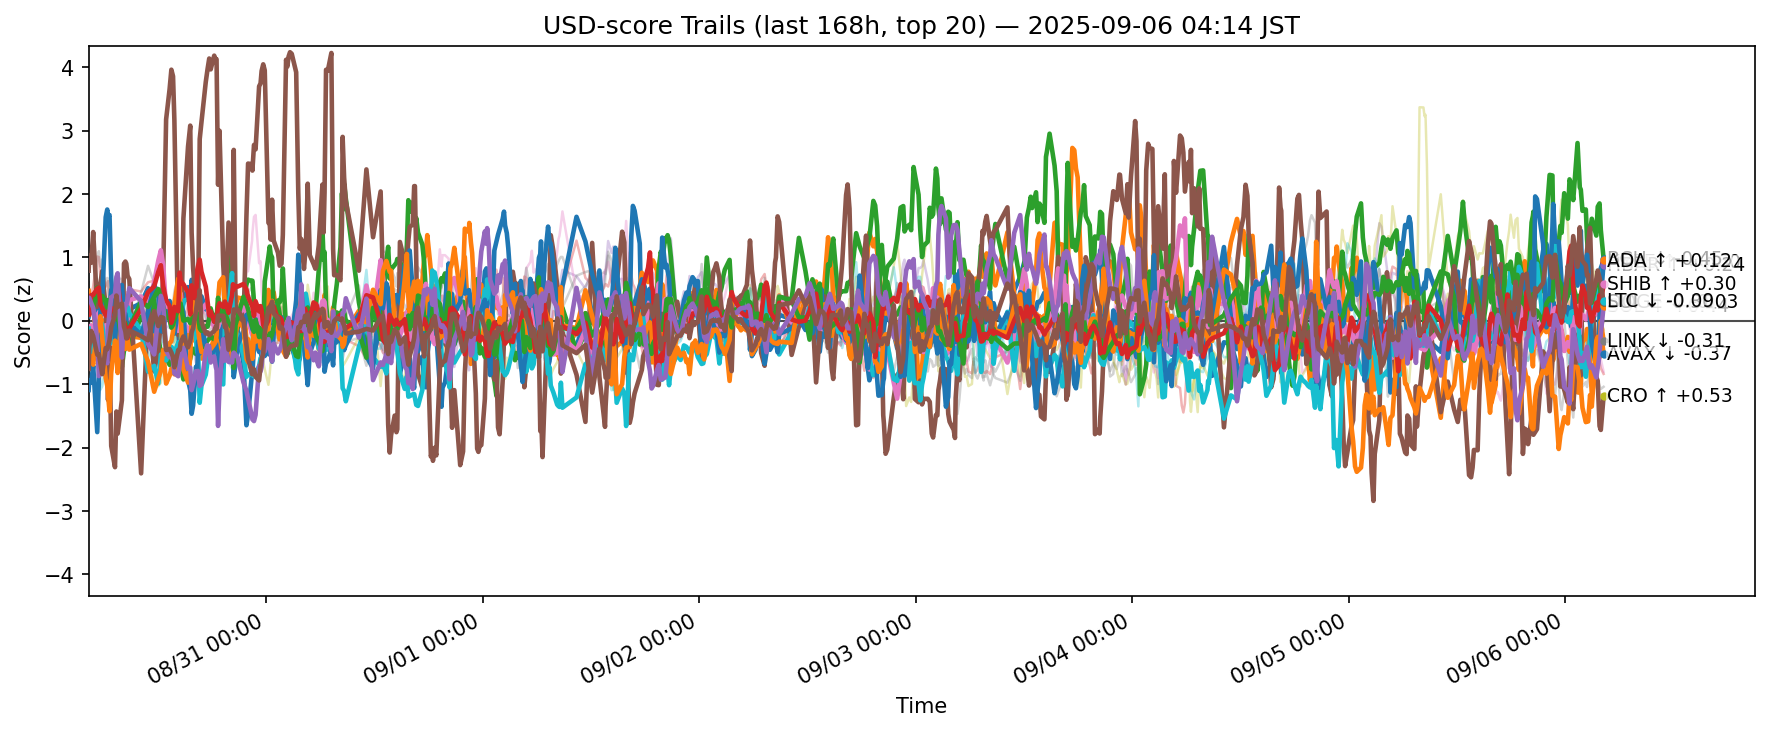 USD-score Trails (last 168h, top 20) — 2025-09-06 04:14 JST
Score (z)
4
3
2
1
0
−1
−2
−3
−4
ADA ↑ +0.12
SHIB ↑ +0.30
LINK ↓ -0.31
AVAX ↓ -0.37
CRO ↑ +0.53
08/31 00:00
09/01 00:00
09/02 00:00
09/03 00:00
09/04 00:00
09/05 00:00
09/06 00:00
Time